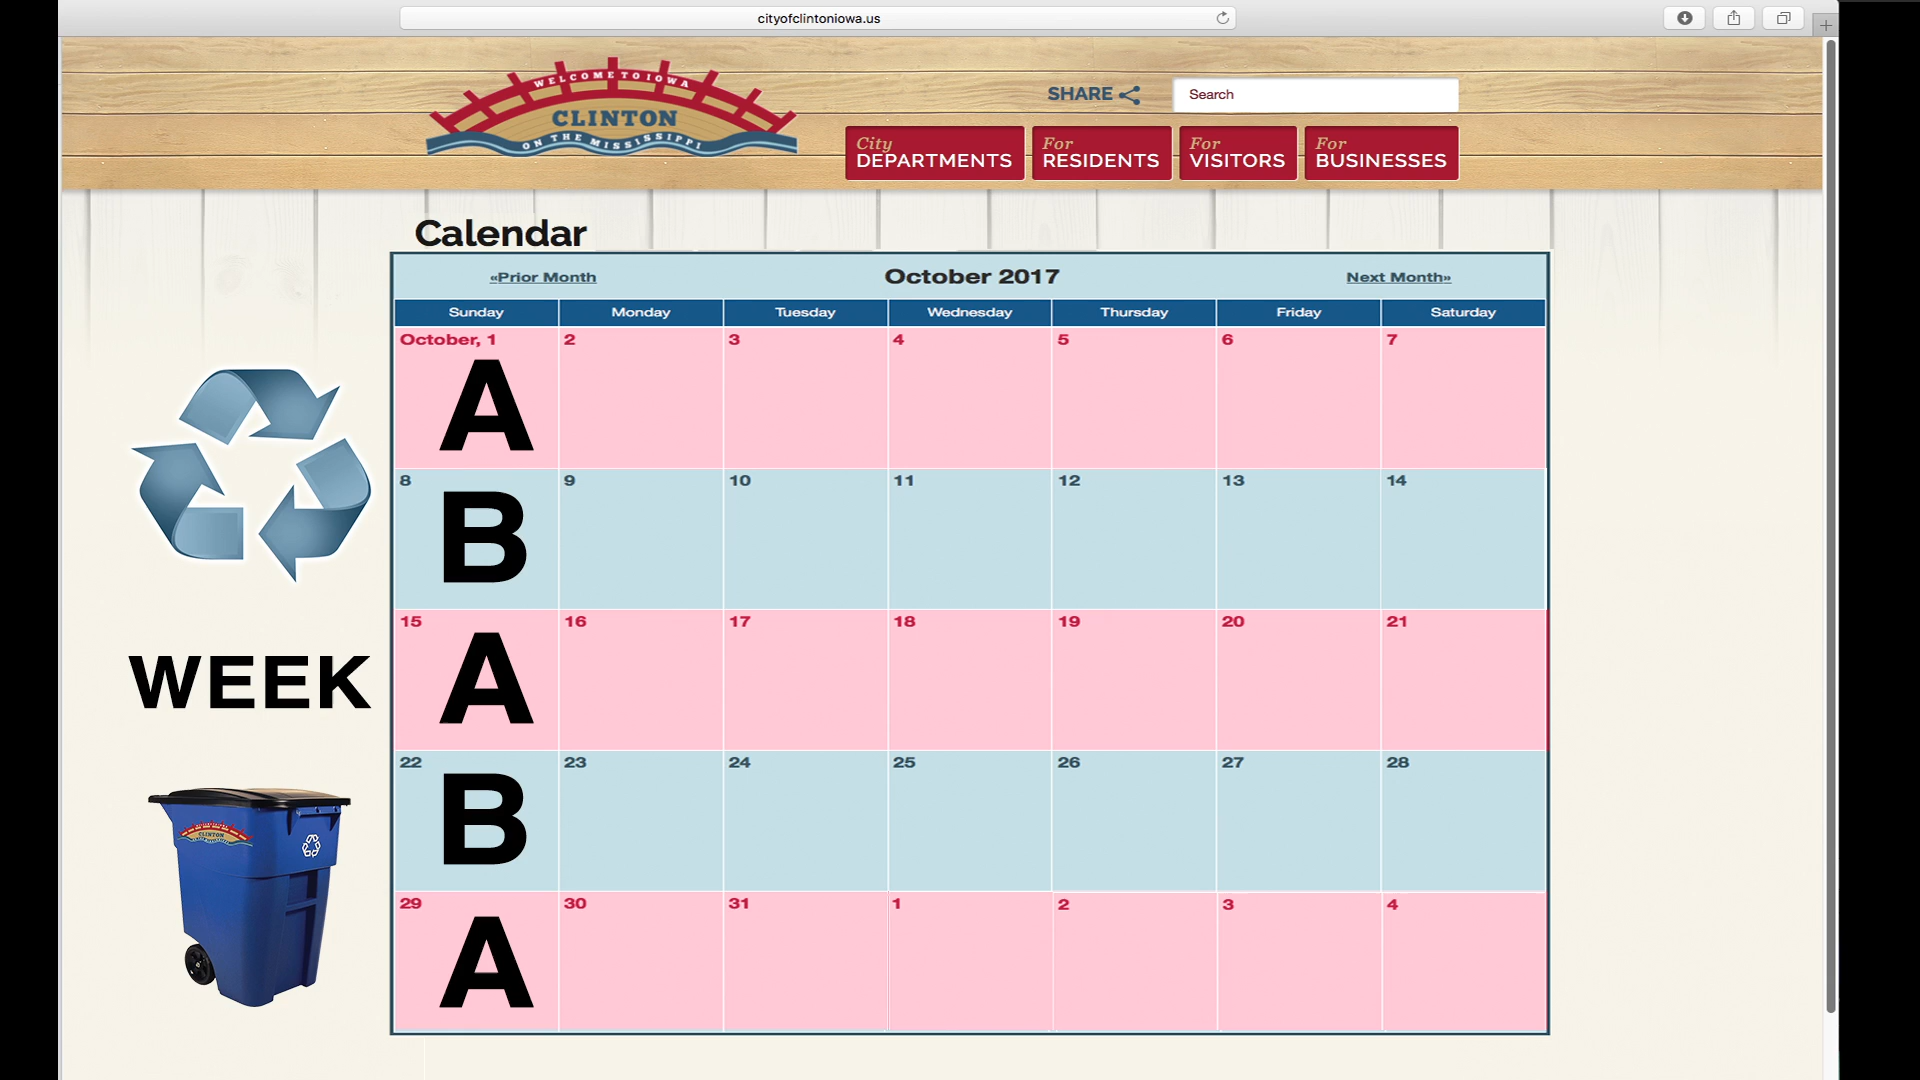 cityofclintoniowa.us
WELCOME TO IOWA
CLINTON
ON THE MISSISSIPPI
SHARE
Search
City
DEPARTMENTS
For
RESIDENTS
For
VISITORS
For
BUSINESSES
Calendar
«Prior Month
October 2017
Next Month»
Sunday Monday Tuesday Wednesday Thursday Friday Saturday
October, 1 2 3 4 5 6 7
A
8 9 10 11 12 13 14
B
15 16 17 18 19 20 21
A
WEEK
22 23 24 25 26 27 28
B
CLINTON
29 30 31 1 2 3 4
A